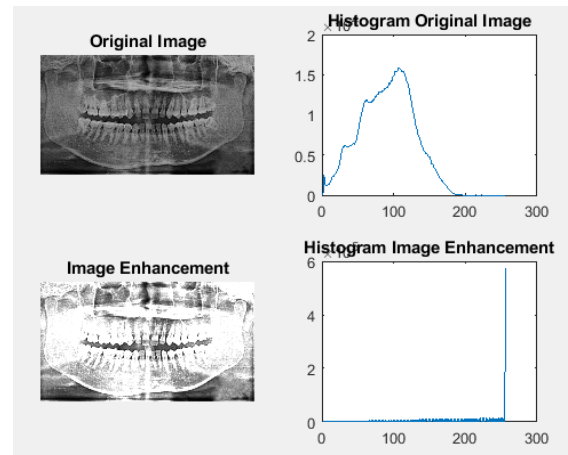 Original Image
Histogram Original Image
2
1.5
1
0.5
0
0 100 200 300
Image Enhancement
Histogram Image Enhancement
6
4
2
0
0 100 200 300